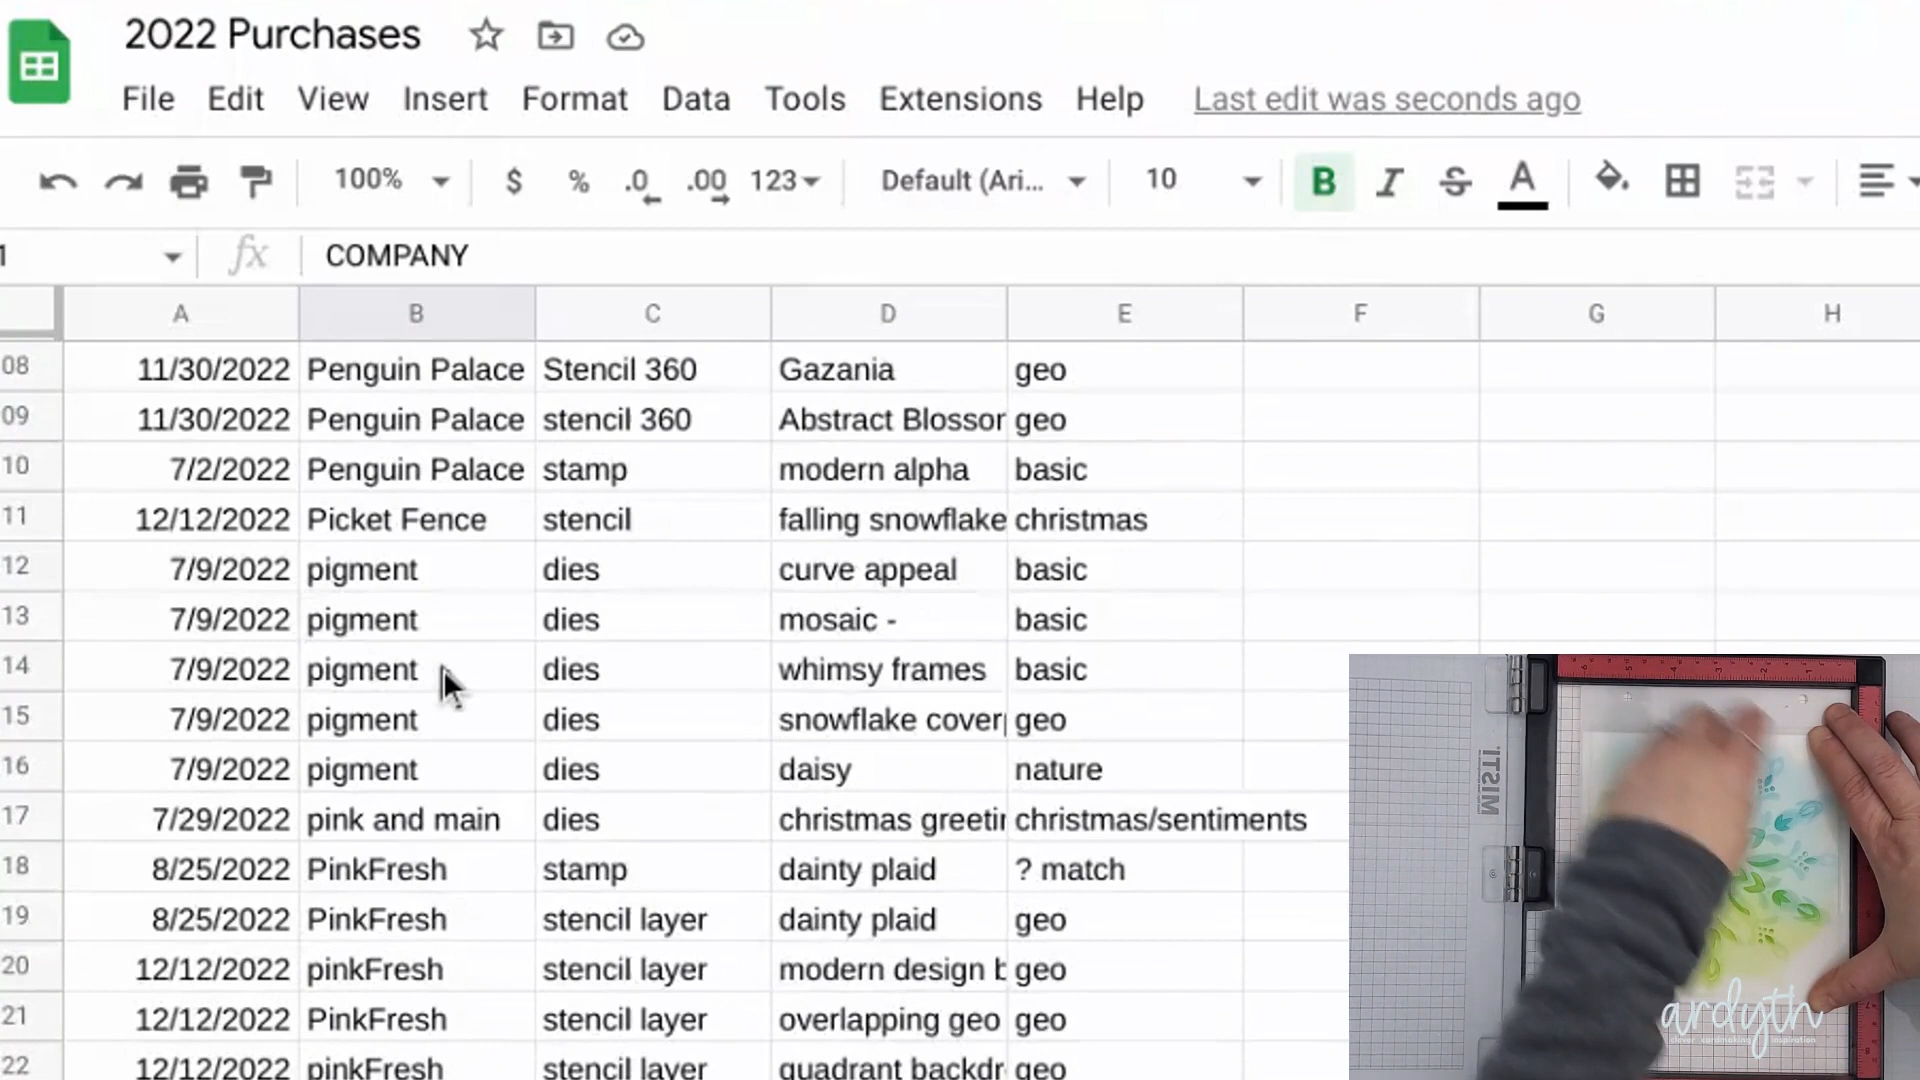 2022 Purchases
File Edit View Insert Format Data Tools Extensions Help Last edit was seconds ago
100% $ % .0 .00 123 Default (Ari... 10 B I S A
1 fx COMPANY
A B C D E F G H
08 11/30/2022 Penguin Palace Stencil 360 Gazania geo
09 11/30/2022 Penguin Palace stencil 360 Abstract Blossor geo
10 7/2/2022 Penguin Palace stamp modern alpha basic
11 12/12/2022 Picket Fence stencil falling snowflake christmas
12 7/9/2022 pigment dies curve appeal basic
13 7/9/2022 pigment dies mosaic - basic
14 7/9/2022 pigment dies whimsy frames basic
15 7/9/2022 pigment dies snowflake cover geo
16 7/9/2022 pigment dies daisy nature
17 7/29/2022 pink and main dies christmas greetin christmas/sentiments
18 8/25/2022 PinkFresh stamp dainty plaid ? match
19 8/25/2022 PinkFresh stencil layer dainty plaid geo
20 12/12/2022 pinkFresh stencil layer modern design b geo
21 12/12/2022 PinkFresh stencil layer overlapping geo geo
22 12/12/2022 pinkFresh stencil layer quadrant backdr geo
MISTI
ardyth
clever cardmaking inspiration